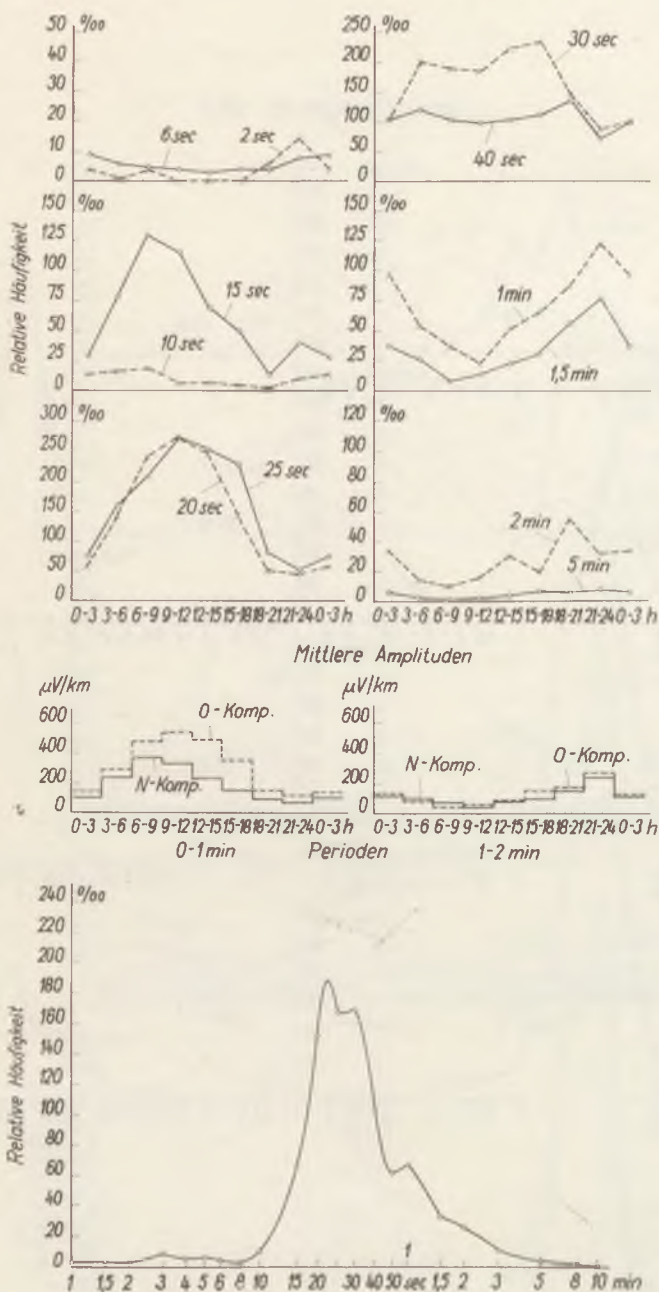 50 ‰
40
30
20
10
0
6 sec
2 sec
250 ‰
200
150
100
50
0
30 sec
40 sec
Relative Häufigkeit
150 ‰
125
100
75
50
25
0
15 sec
10 sec
150 ‰
125
100
75
50
25
0
1 min
1,5 min
300 ‰
250
200
150
100
50
0
25 sec
20 sec
0-3 3-6 6-9 9-12 12-15 15-18 18-21 21-24 0-3 h
120 ‰
100
80
60
40
20
0
2 min
5 min
0-3 3-6 6-9 9-12 12-15 15-18 18-21 21-24 0-3 h
Mittlere Amplituden
µV/km
600
400
200
0
O-Komp.
N-Komp.
0-3 3-6 6-9 9-12 12-15 15-18 18-21 21-24 0-3 h
µV/km
600
400
200
0
N-Komp.
O-Komp.
0-3 3-6 6-9 9-12 12-15 15-18 18-21 21-24 0-3 h
0-1 min Perioden 1-2 min
Relative Häufigkeit
240 ‰
220
200
180
160
140
120
100
80
60
40
20
0
1
1 1,5 2 3 4 5 6 8 10 15 20 30 40 50 sec 1,5 2 3 5 8 10 min